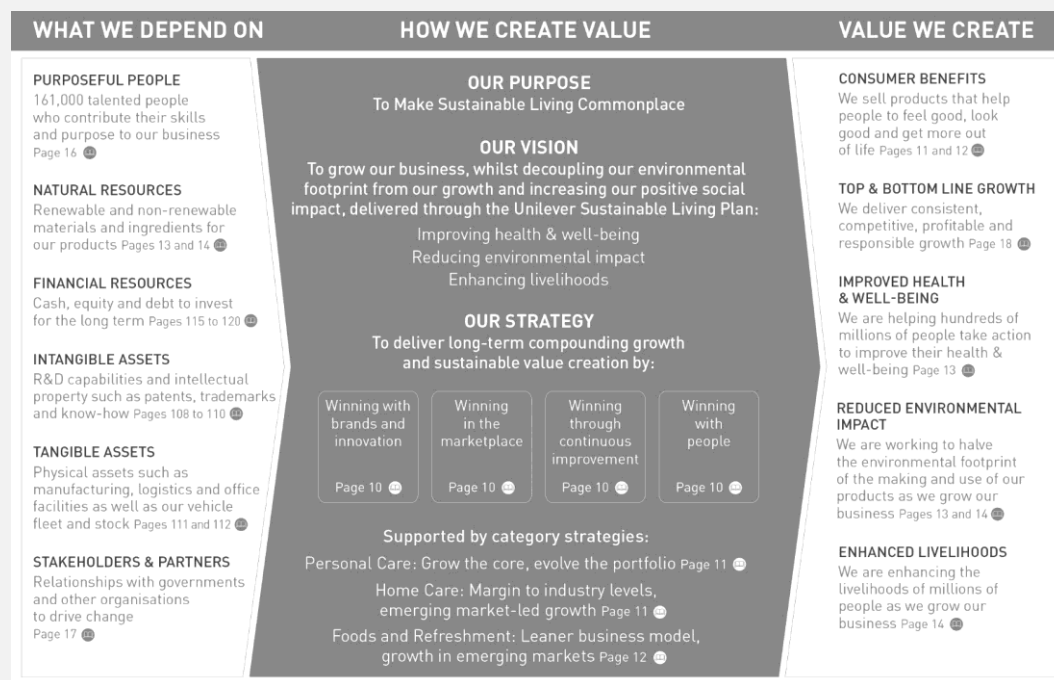 WHAT WE DEPEND ON
PURPOSEFUL PEOPLE
161,000 talented people
who contribute their skills
and purpose to our business
Page 16
NATURAL RESOURCES
Renewable and non-renewable
materials and ingredients for
our products Pages 13 and 14
FINANCIAL RESOURCES
Cash, equity and debt to invest
for the long term Pages 115 to 120
INTANGIBLE ASSETS
R&D capabilities and intellectual
property such as patents, trademarks
and know-how Pages 108 to 110
TANGIBLE ASSETS
Physical assets such as
manufacturing, logistics and office
facilities as well as our vehicle
fleet and stock Pages 111 and 112
STAKEHOLDERS & PARTNERS
Relationships with governments
and other organisations
to drive change
Page 17
HOW WE CREATE VALUE
OUR PURPOSE
To Make Sustainable Living Commonplace
OUR VISION
To grow our business, whilst decoupling our environmental
footprint from our growth and increasing our positive social
impact, delivered through the Unilever Sustainable Living Plan:
Improving health & well-being
Reducing environmental impact
Enhancing livelihoods
OUR STRATEGY
To deliver long-term compounding growth
and sustainable value creation by:
Winning with
brands and
innovation
Page 10
Winning
in the
marketplace
Page 10
Winning
through
continuous
improvement
Page 10
Winning
with
people
Page 10
Supported by category strategies:
Personal Care: Grow the core, evolve the portfolio Page 11
Home Care: Margin to industry levels,
emerging market-led growth Page 11
Foods and Refreshment: Leaner business model,
growth in emerging markets Page 12
VALUE WE CREATE
CONSUMER BENEFITS
We sell products that help
people to feel good, look
good and get more out
of life Pages 11 and 12
TOP & BOTTOM LINE GROWTH
We deliver consistent,
competitive, profitable and
responsible growth Page 18
IMPROVED HEALTH
& WELL-BEING
We are helping hundreds of
millions of people take action
to improve their health &
well-being Page 13
REDUCED ENVIRONMENTAL
IMPACT
We are working to halve
the environmental footprint
of the making and use of our
products as we grow our
business Pages 13 and 14
ENHANCED LIVELIHOODS
We are enhancing the
livelihoods of millions of
people as we grow our
business Page 14